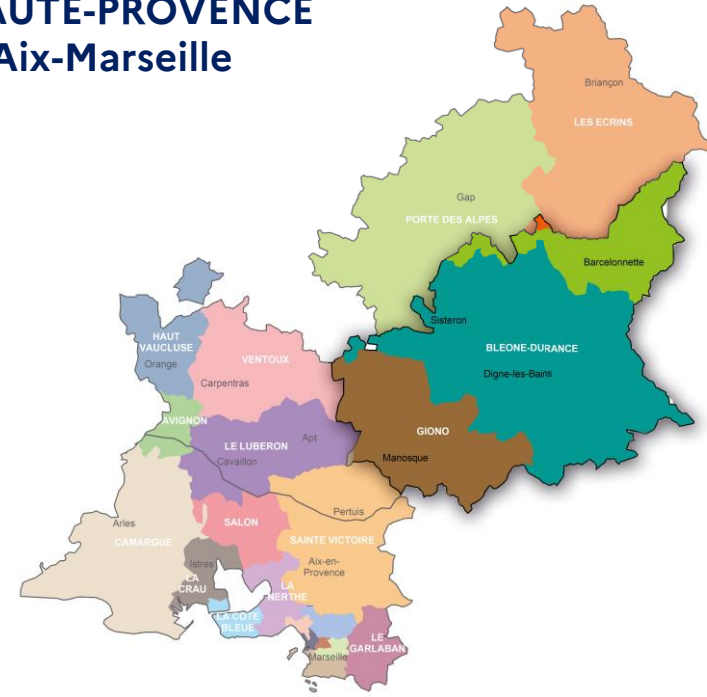 AUTE-PROVENCE
Aix-Marseille
Briançon
LES ECRINS
Gap
PORTE DES ALPES
Barcelonnette
Sisteron
BLEONE-DURANCE
Digne-les-Bains
HAUT
VAUCLUSE
Orange
VENTOUX
Carpentras
AVIGNON
LE LUBERON
Apt
Cavaillon
GIONO
Manosque
Pertuis
SALON
Arles
CAMARGUE
SAINTE VICTOIRE
Aix-en-
Provence
Istres
LA
CRAU
LA
NERTHE
LA COTE
BLEUE
LE
GARLABAN
Marseille